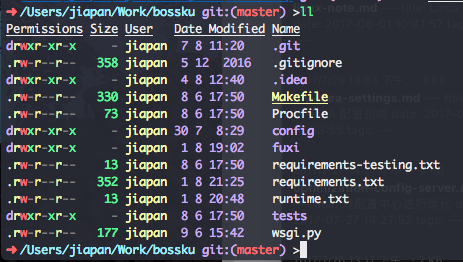 ➜ /Users/jiapan/Work/bossku git:(master) >ll
Permissions Size User Date Modified Name
drwxr-xr-x - jiapan 7 8 11:20 .git
.rw-r--r-- 358 jiapan 5 12 2016 .gitignore
drwxr-xr-x - jiapan 4 8 12:40 .idea
.rw-r--r-- 330 jiapan 8 6 17:50 Makefile
.rw-r--r-- 73 jiapan 8 6 17:50 Procfile
drwxr-xr-x - jiapan 30 7 8:29 config
drwxr-xr-x - jiapan 1 8 19:02 fuxi
.rw-r--r-- 13 jiapan 8 6 17:50 requirements-testing.txt
.rw-r--r-- 352 jiapan 1 8 21:25 requirements.txt
.rw-r--r-- 13 jiapan 1 8 20:48 runtime.txt
drwxr-xr-x - jiapan 8 6 17:50 tests
.rw-r--r-- 177 jiapan 9 6 15:42 wsgi.py
➜ /Users/jiapan/Work/bossku git:(master) >